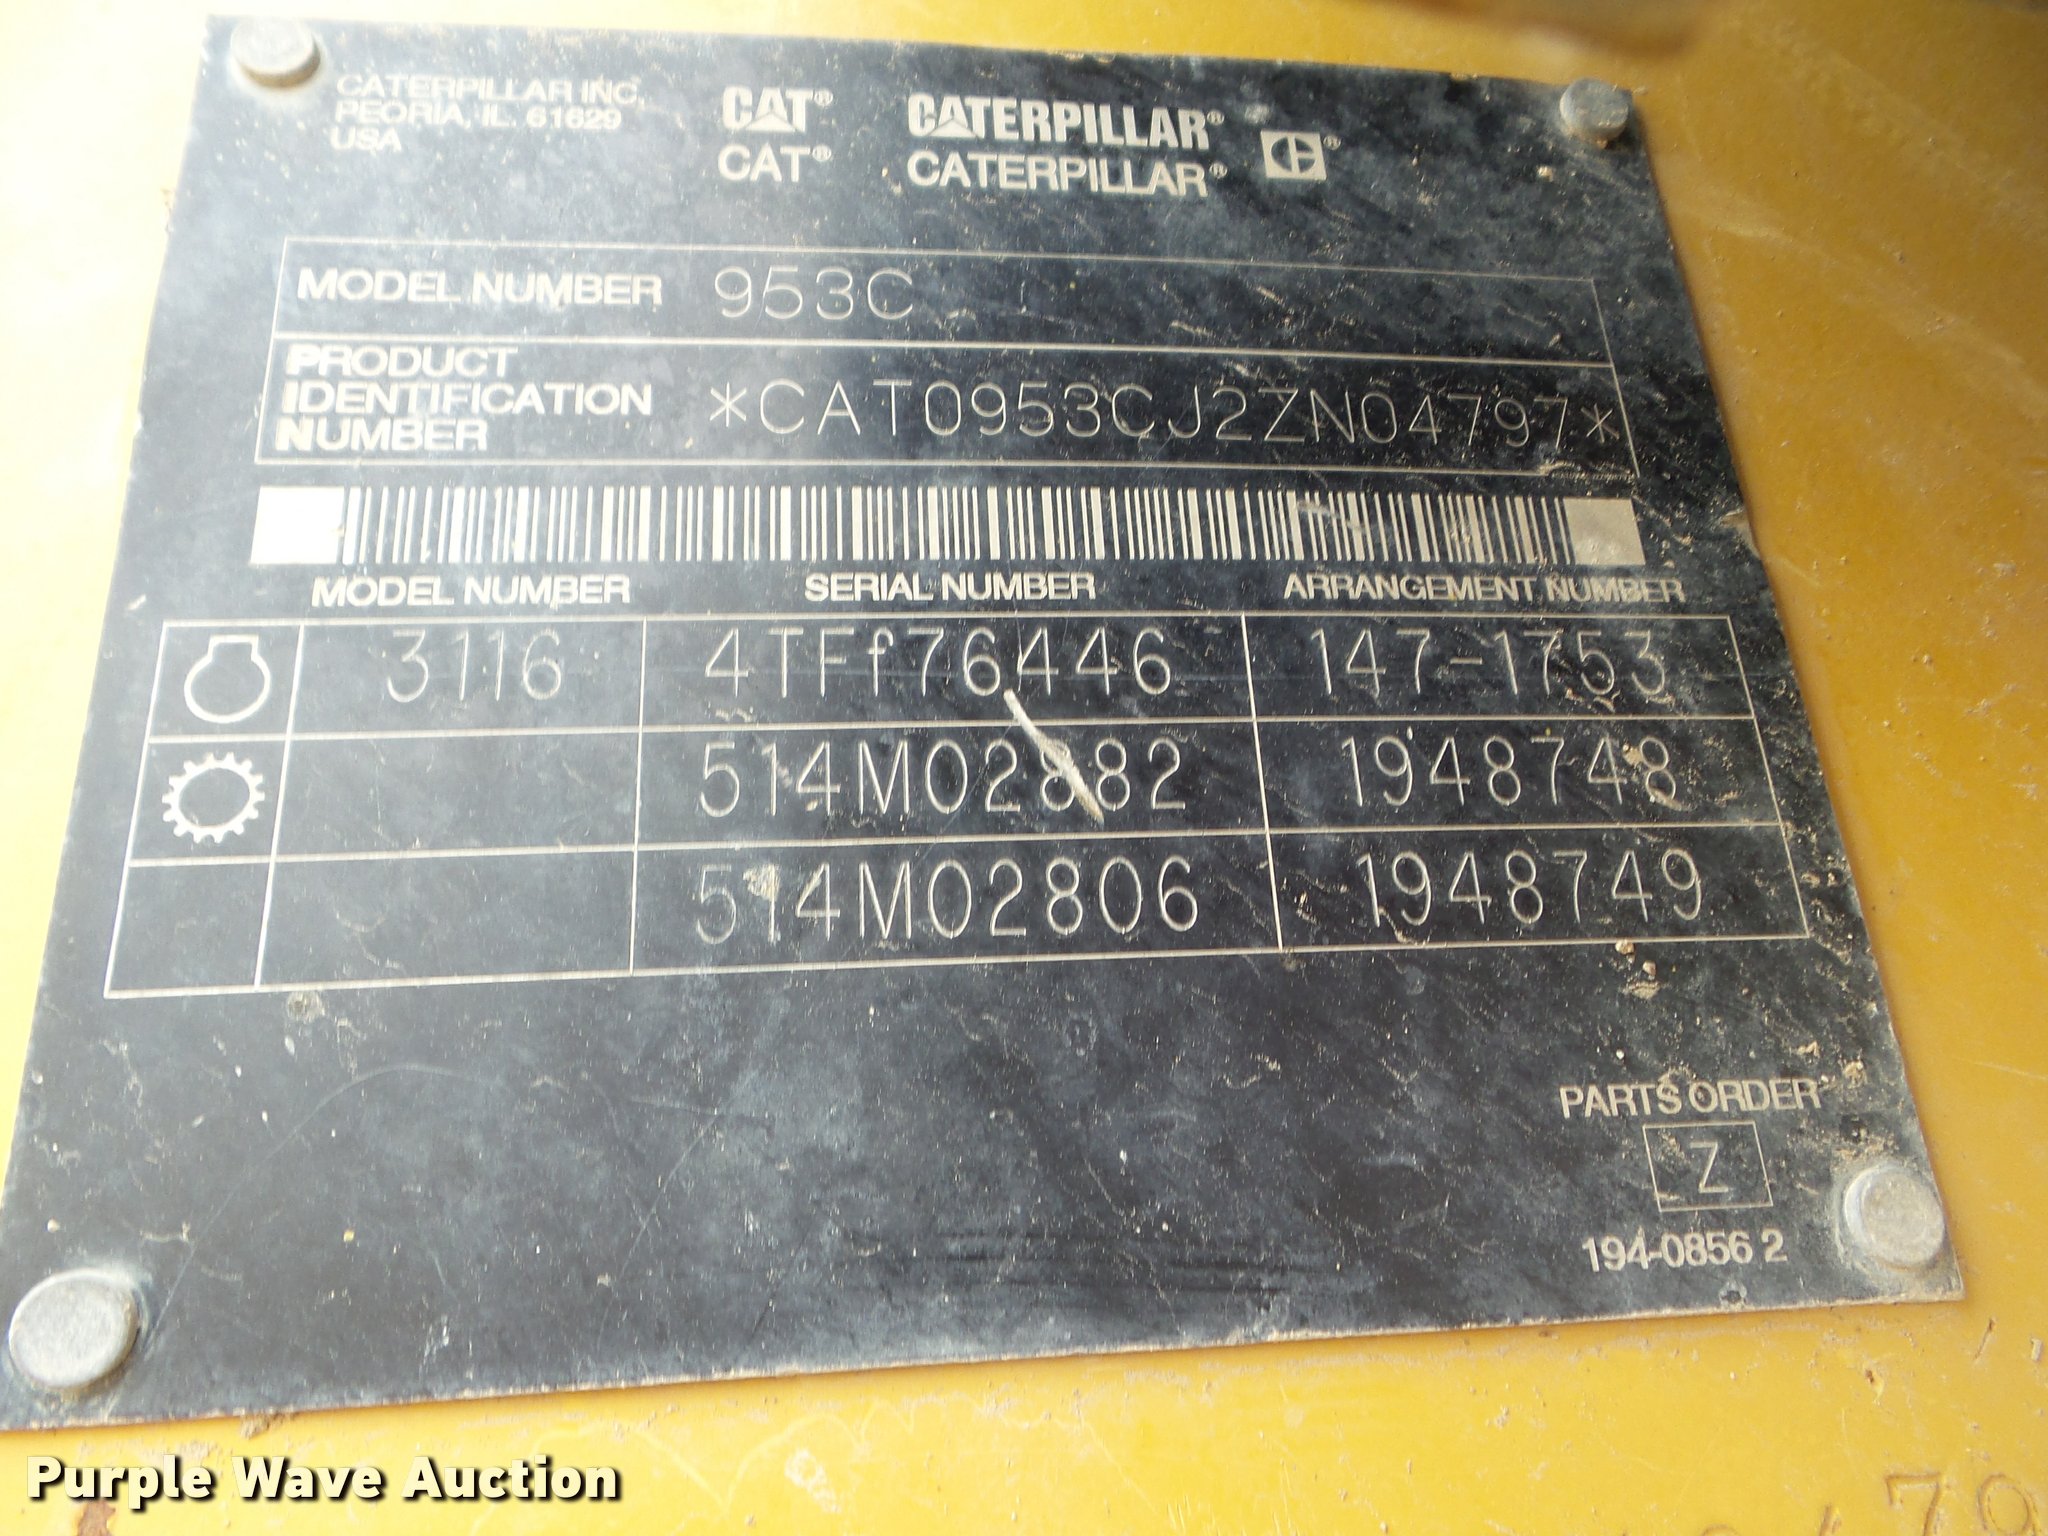 CATERPILLAR INC.
PEORIA, IL. 61629
USA
CAT® CATERPILLAR® CE®
CAT® CATERPILLAR®
MODEL NUMBER 953C
PRODUCT
IDENTIFICATION
NUMBER
*CAT0953CJ2ZN04797*
MODEL NUMBER SERIAL NUMBER ARRANGEMENT NUMBER
3116 4TFf76446 147-1753
514M02882 1948748
514M02806 1948749
PARTS ORDER
Z
194-0856 2
Purple Wave Auction